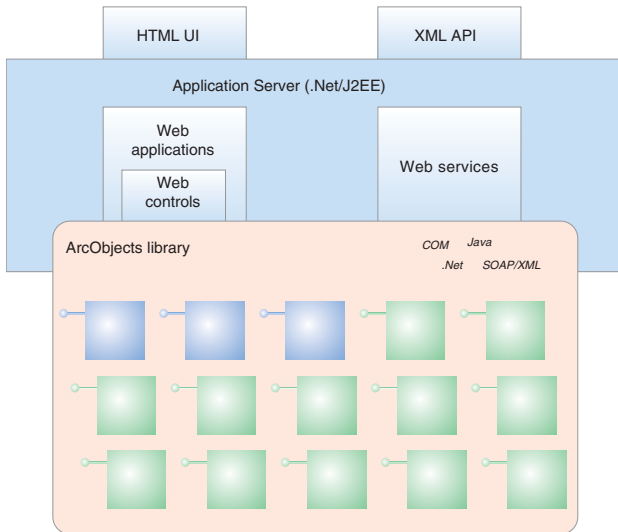 HTML UI
XML API
Application Server (.Net/J2EE)
Web
applications
Web
controls
Web services
ArcObjects library
COM
Java
.Net
SOAP/XML